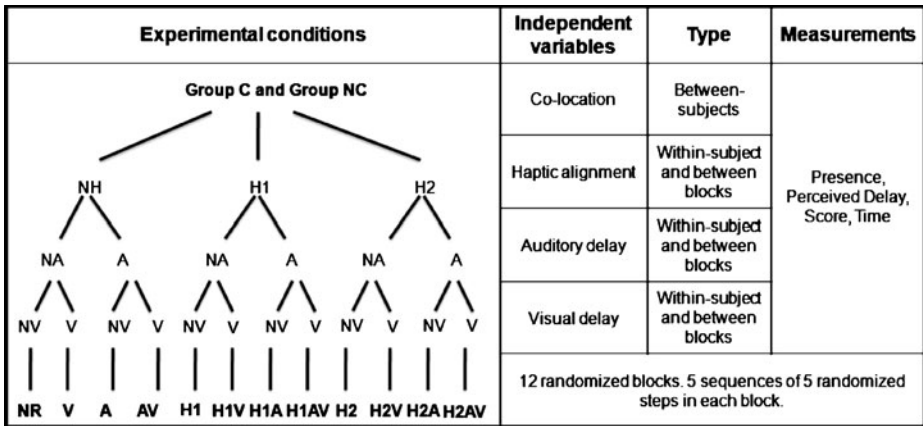 Experimental conditions
Independent
variables
Type
Measurements
Group C and Group NC
NH H1 H2
NA A NA A NA A
NV V NV V NV V NV V NV V NV V
NR V A AV H1 H1V H1A H1AV H2 H2V H2A H2AV
Co-location
Between-
subjects
Haptic alignment
Within-subject
and between
blocks
Auditory delay
Within-subject
and between
blocks
Visual delay
Within-subject
and between
blocks
Presence,
Perceived Delay,
Score, Time
12 randomized blocks. 5 sequences of 5 randomized
steps in each block.